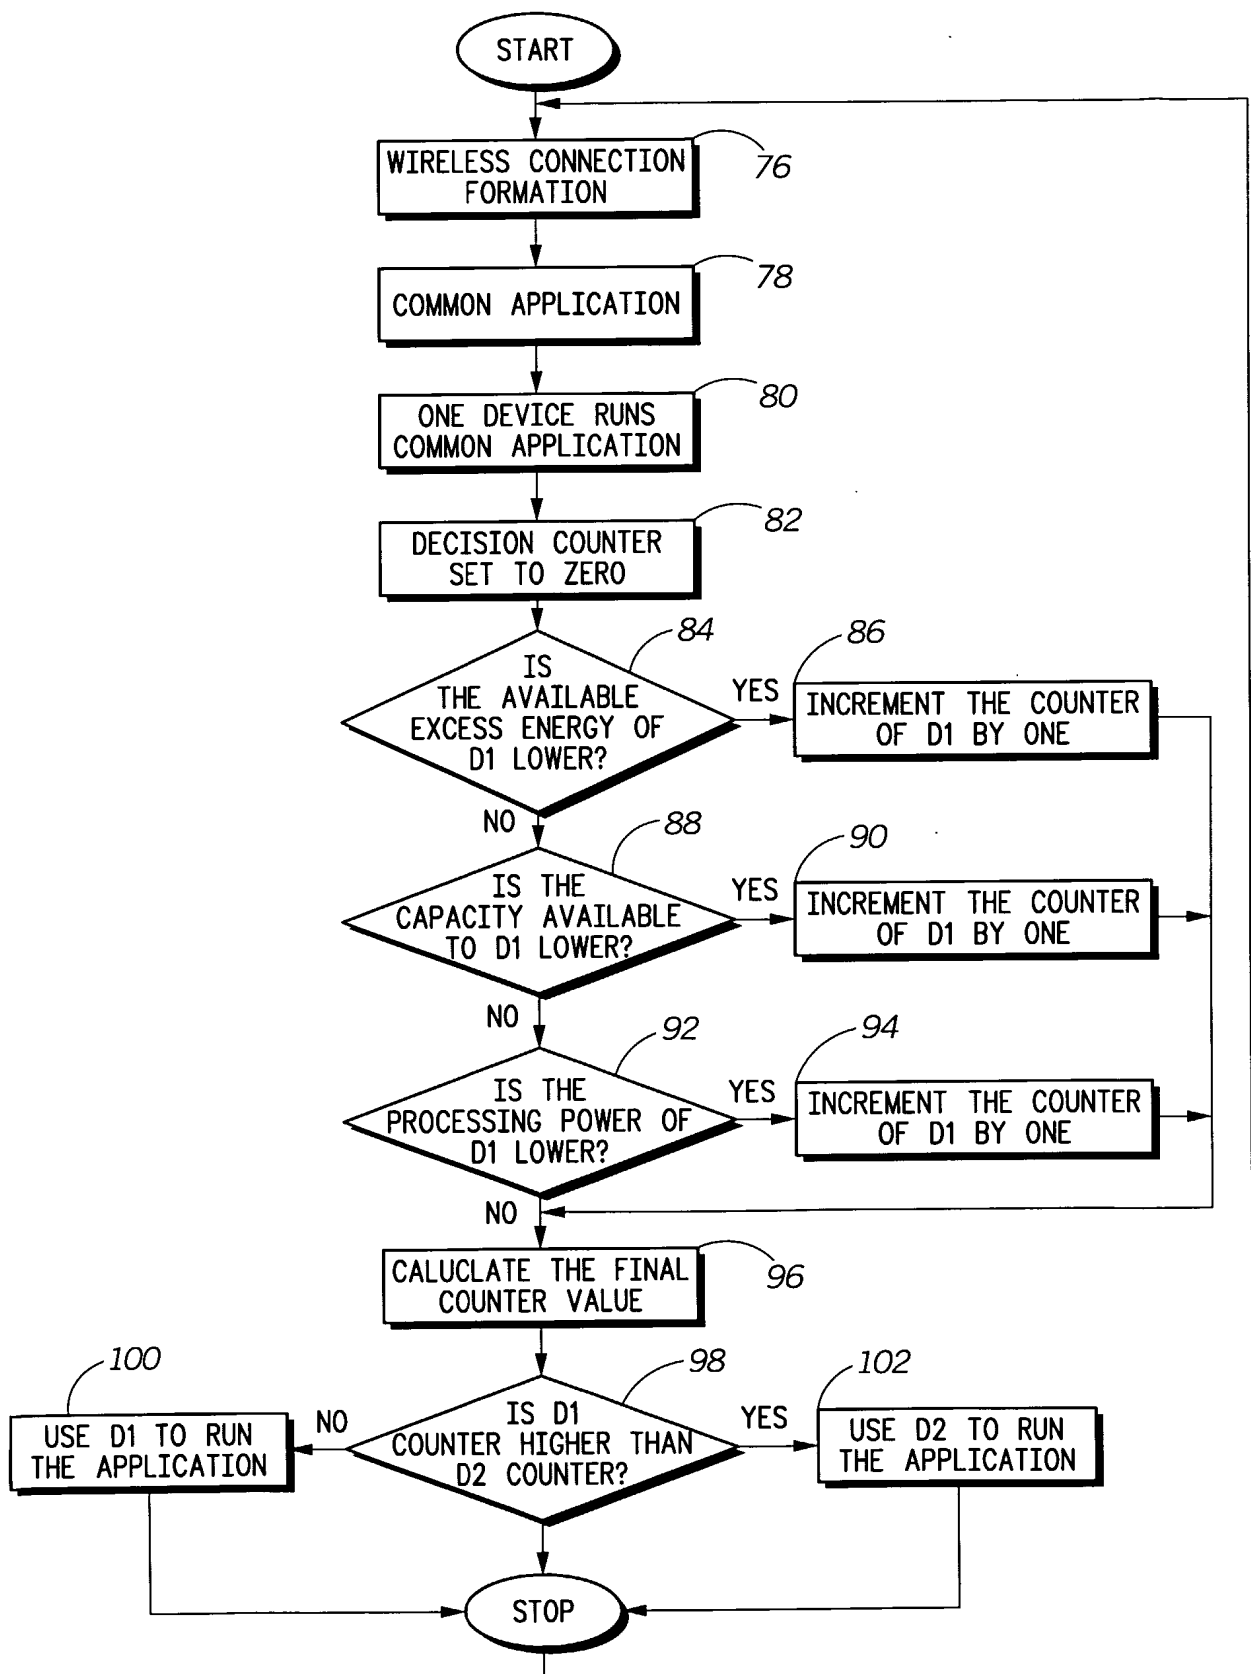 START
WIRELESS CONNECTION
FORMATION
76
COMMON APPLICATION
78
ONE DEVICE RUNS
COMMON APPLICATION
80
DECISION COUNTER
SET TO ZERO
82
IS
THE AVAILABLE
EXCESS ENERGY OF
D1 LOWER?
84
YES
INCREMENT THE COUNTER
OF D1 BY ONE
86
NO
IS THE
CAPACITY AVAILABLE
TO D1 LOWER?
88
YES
INCREMENT THE COUNTER
OF D1 BY ONE
90
NO
IS THE
PROCESSING POWER OF
D1 LOWER?
92
YES
INCREMENT THE COUNTER
OF D1 BY ONE
94
NO
CALUCLATE THE FINAL
COUNTER VALUE
96
IS D1
COUNTER HIGHER THAN
D2 COUNTER?
98
NO
USE D1 TO RUN
THE APPLICATION
100
YES
USE D2 TO RUN
THE APPLICATION
102
STOP